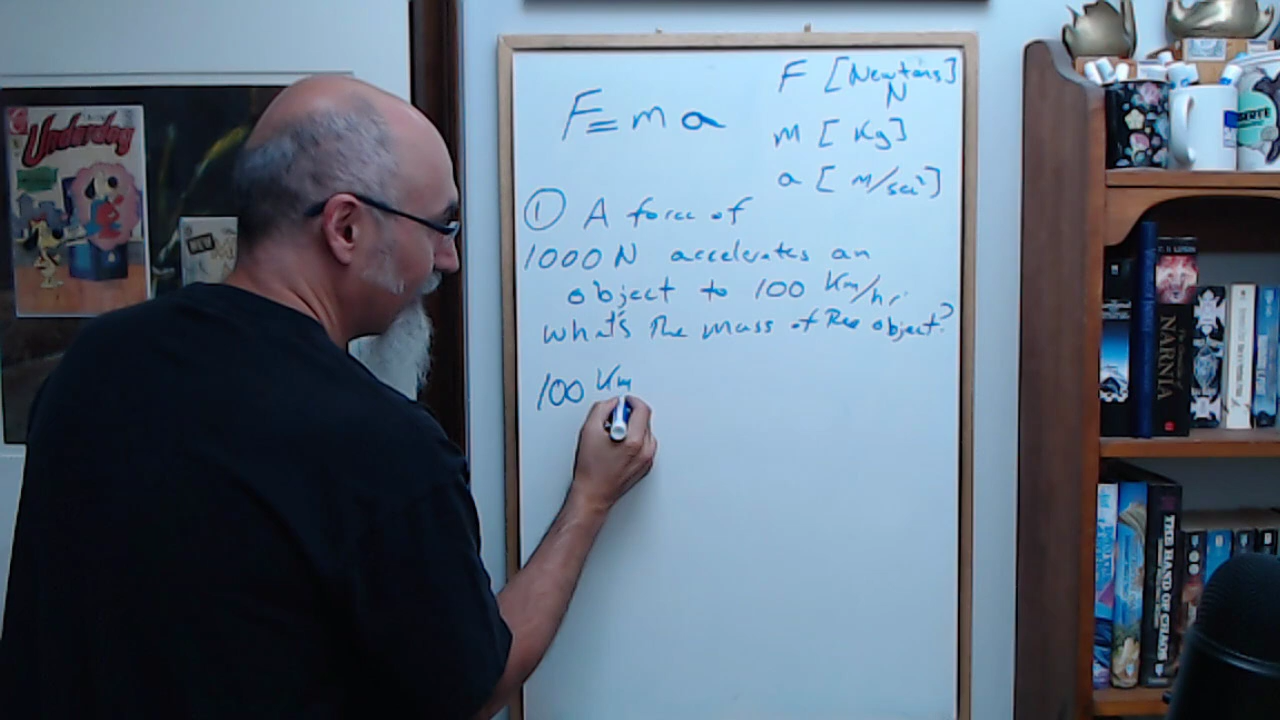 F = m a
F [Newtons]
N
m [Kg]
a [m/sec²]
① A force of
1000 N accelerates an
object to 100 Km/hr
what's The mass of The object?
100 Km
Underdog
NEW
NARNIA
THE HAND OF CHAOS